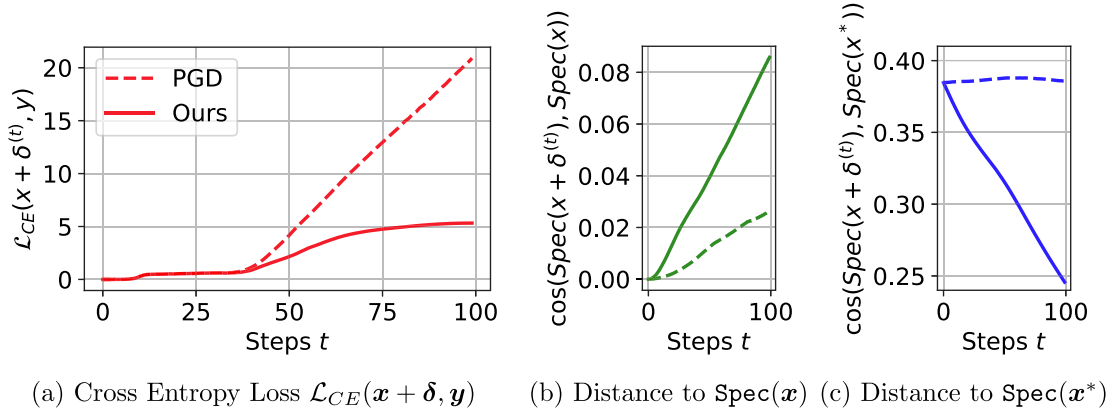 20
15
10
5
0
0
25
50
75
100
Steps t
ℒCE(x + δ(t), y)
PGD
Ours
0.08
0.06
0.04
0.02
0.00
0
100
Steps t
cos(Spec(x + δ(t)), Spec(x))
0.40
0.35
0.30
0.25
0
100
Steps t
cos(Spec(x + δ(t)), Spec(x*))
(a) Cross Entropy Loss ℒCE(x + δ, y)
(b) Distance to Spec(x)
(c) Distance to Spec(x*)